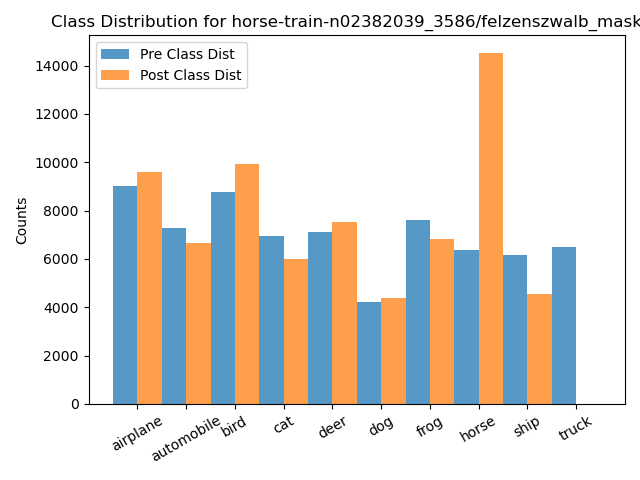 Class Distribution for horse-train-n02382039_3586/felzenszwalb_mask
Pre Class Dist
Post Class Dist
Counts
14000
12000
10000
8000
6000
4000
2000
0
airplane
automobile
bird
cat
deer
dog
frog
horse
ship
truck